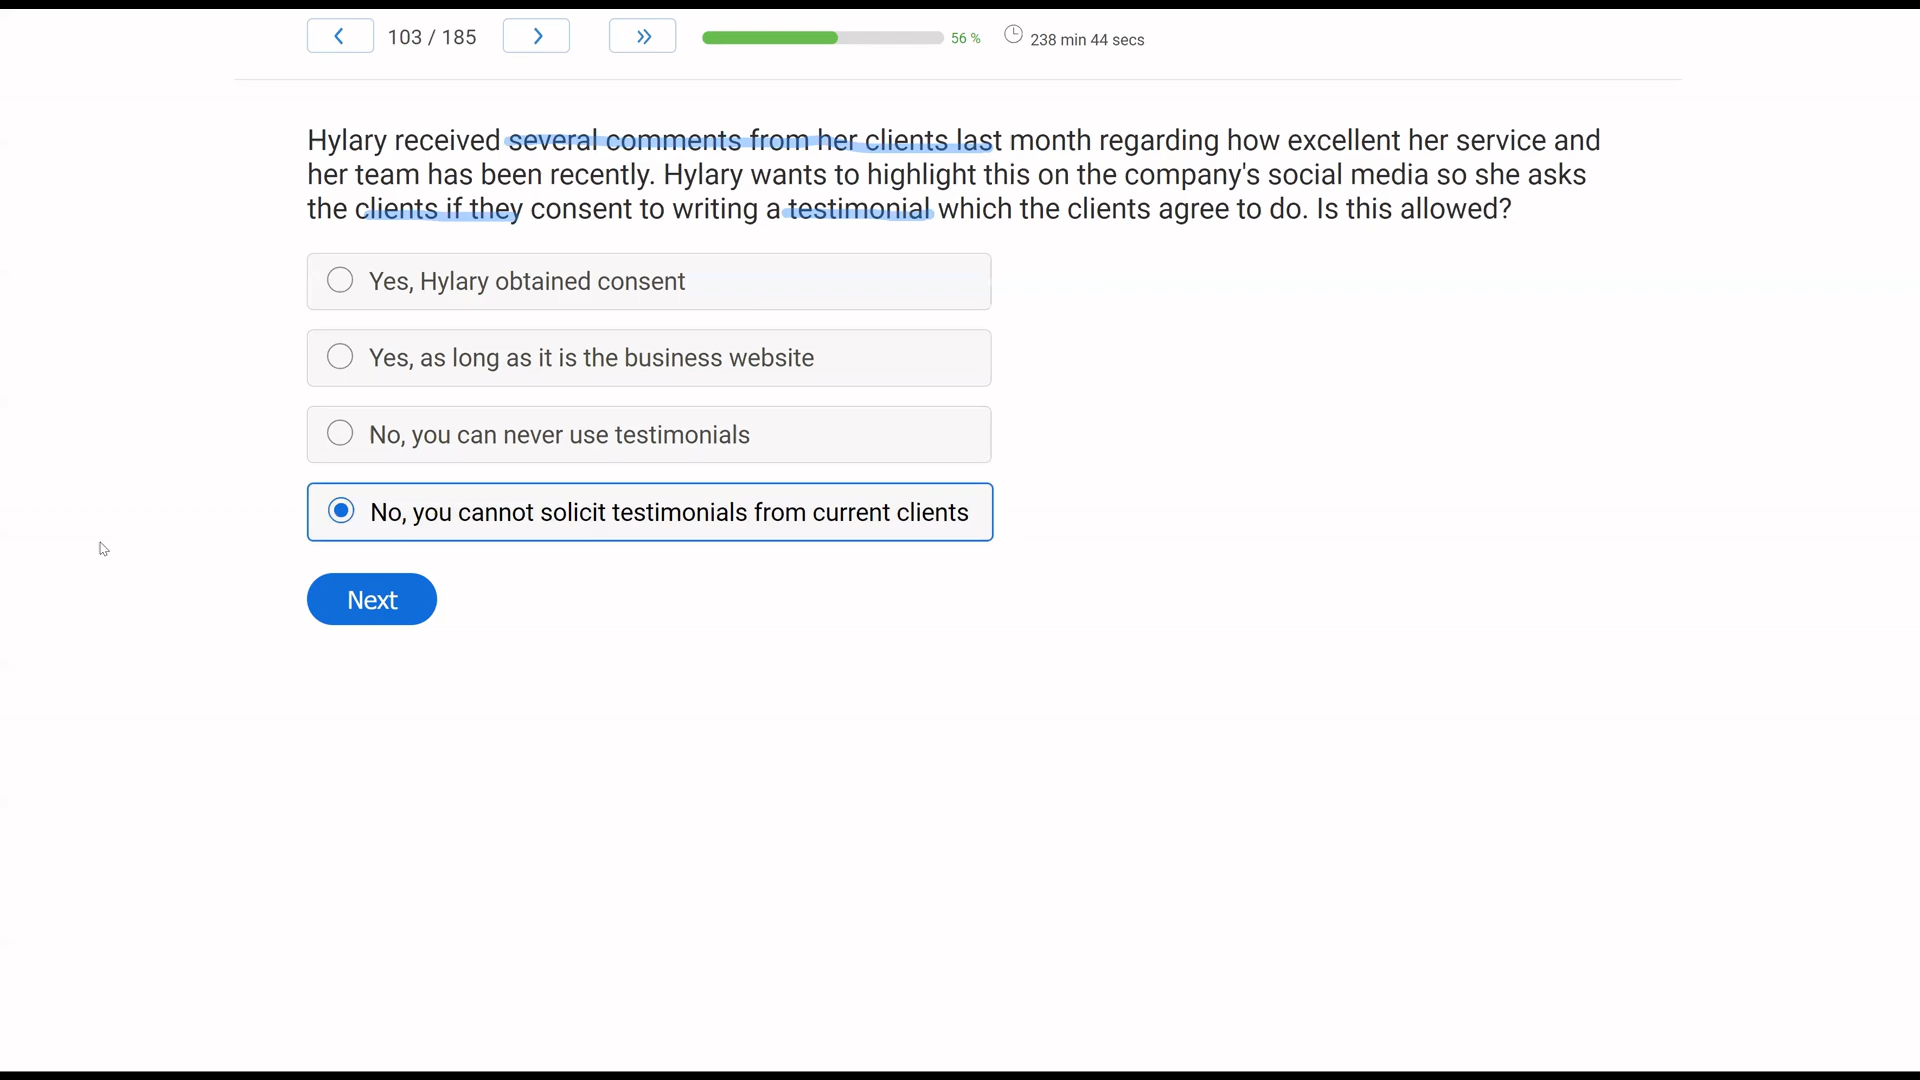 103 / 185
56 %
238 min 44 secs
Hylary received several comments from her clients last month regarding how excellent her service and
her team has been recently. Hylary wants to highlight this on the company's social media so she asks
the clients if they consent to writing a testimonial which the clients agree to do. Is this allowed?
Yes, Hylary obtained consent
Yes, as long as it is the business website
No, you can never use testimonials
No, you cannot solicit testimonials from current clients
Next